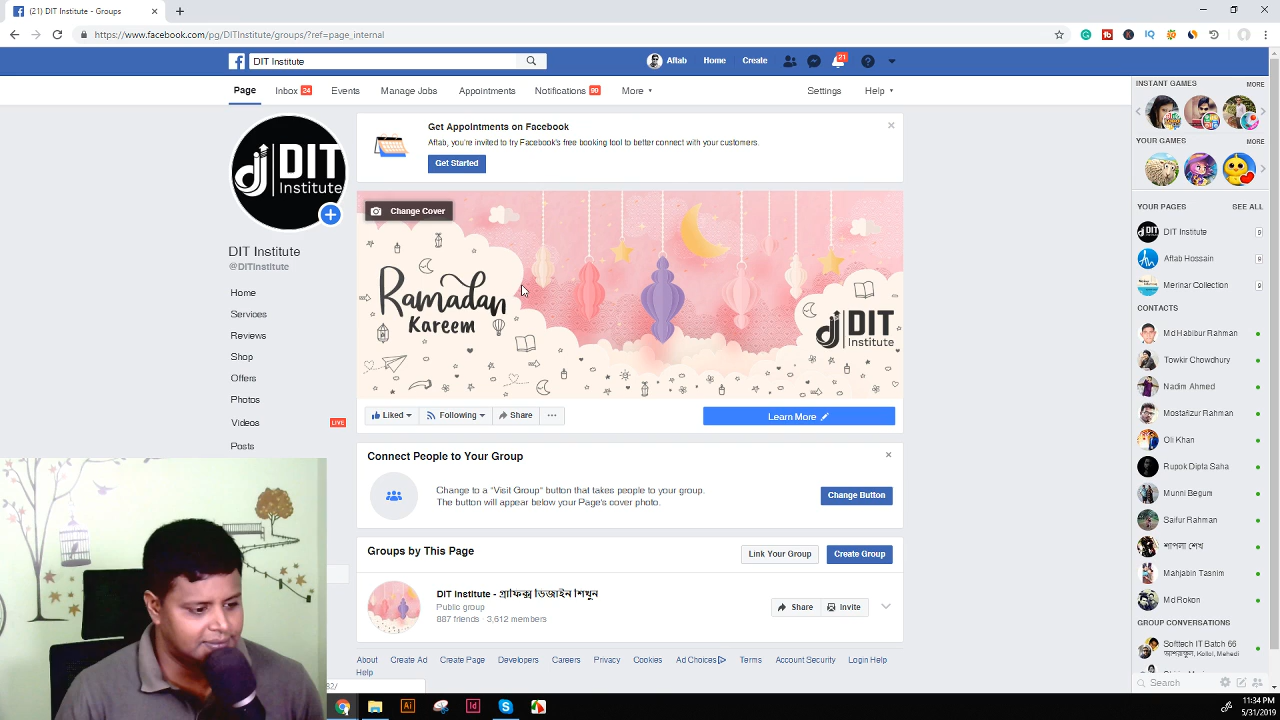 (21) DIT Institute - Groups
https://www.facebook.com/pg/DITInstitute/groups/?ref=page_internal
DIT Institute
Aftab
Home
Create
21
Page
Inbox 24
Events
Manage Jobs
Appointments
Notifications 90
More
Settings
Help
DIT
Institute
DIT Institute
@DITInstitute
Home
Services
Reviews
Shop
Offers
Photos
Videos
LIVE
Posts
Get Appointments on Facebook
Aftab, you're invited to try Facebook's free booking tool to better connect with your customers.
Get Started
Change Cover
Ramadan
Kareem
DIT
Institute
Liked
Following
Share
Learn More
Connect People to Your Group
Change to a "Visit Group" button that takes people to your group.
The button will appear below your Page's cover photo.
Change Button
Groups by This Page
Link Your Group
Create Group
DIT Institute - গ্রাফিক্স ডিজাইন শিখুন
Public group
887 friends 3,612 members
Share
Invite
About
Create Ad
Create Page
Developers
Careers
Privacy
Cookies
Ad Choices
Terms
Account Security
Login Help
Help
INSTANT GAMES
MORE
YOUR GAMES
MORE
YOUR PAGES
SEE ALL
DIT Institute
Aftab Hossain
Merinar Collection
CONTACTS
Md Habibur Rahman
Towkir Chowdhury
Nadim Ahmed
Mostafizur Rahman
Oli Khan
Rupok Dipta Saha
Munni Begum
Saifur Rahman
শাপলা শেখ
Mahjabin Tasnim
Md Rokon
GROUP CONVERSATIONS
Softtech IT Batch 66
Search
Ai
Id
11:34 PM
5/31/2019